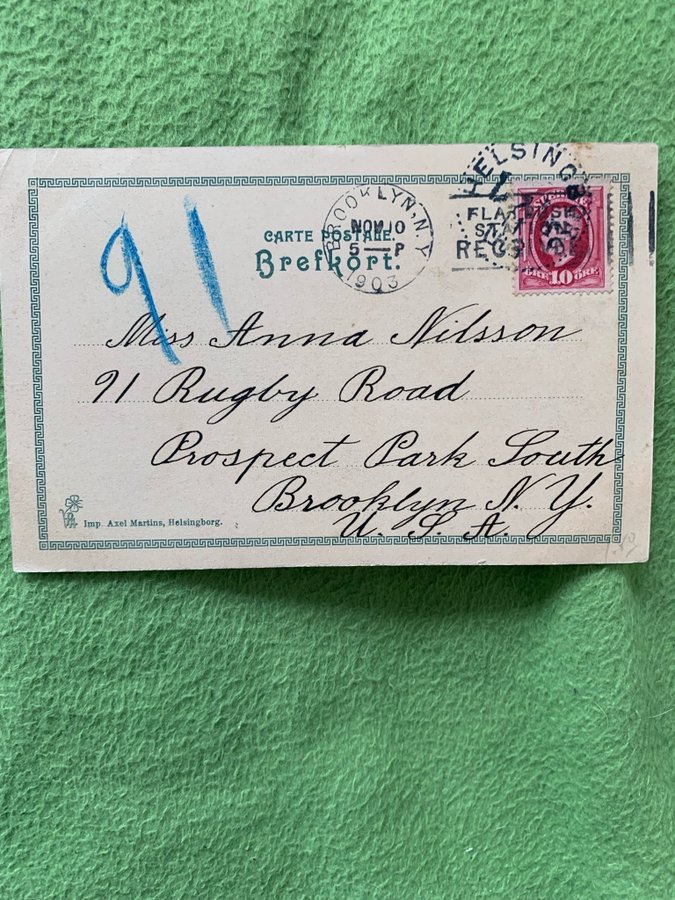 HELSINGB
BROOKLYN, N.Y.
NOV 10
5 — P
1903
FLATBUSH
STATION
REC'D
CARTE POSTALE.
Brefkort.
ÖRE 10 ÖRE
91
Miss Anna Nilsson
91 Rugby Road
Prospect Park South
Brooklyn N. Y.
U. S. A.
Imp. Axel Martins, Helsingborg.